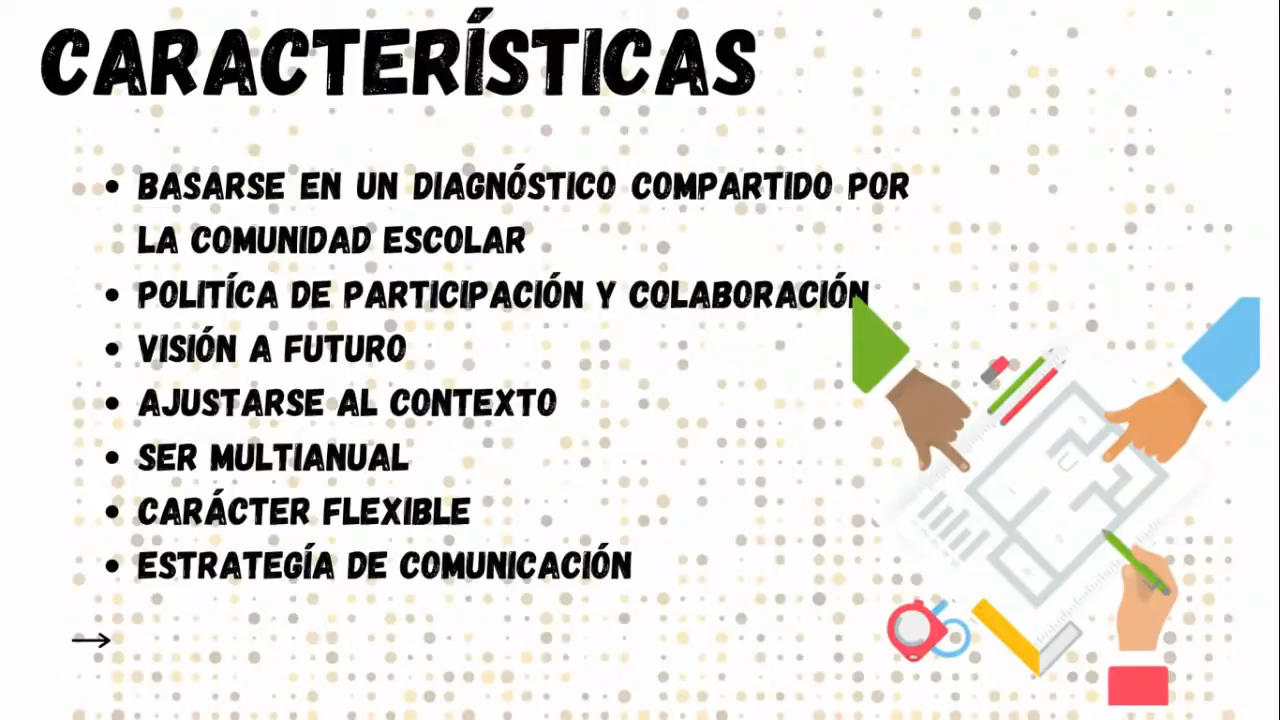 CARACTERÍSTICAS
• BASARSE EN UN DIAGNÓSTICO COMPARTIDO POR
LA COMUNIDAD ESCOLAR
• POLITÍCA DE PARTICIPACIÓN Y COLABORACIÓN
• VISIÓN A FUTURO
• AJUSTARSE AL CONTEXTO
• SER MULTIANUAL
• CARÁCTER FLEXIBLE
• ESTRATEGÍA DE COMUNICACIÓN